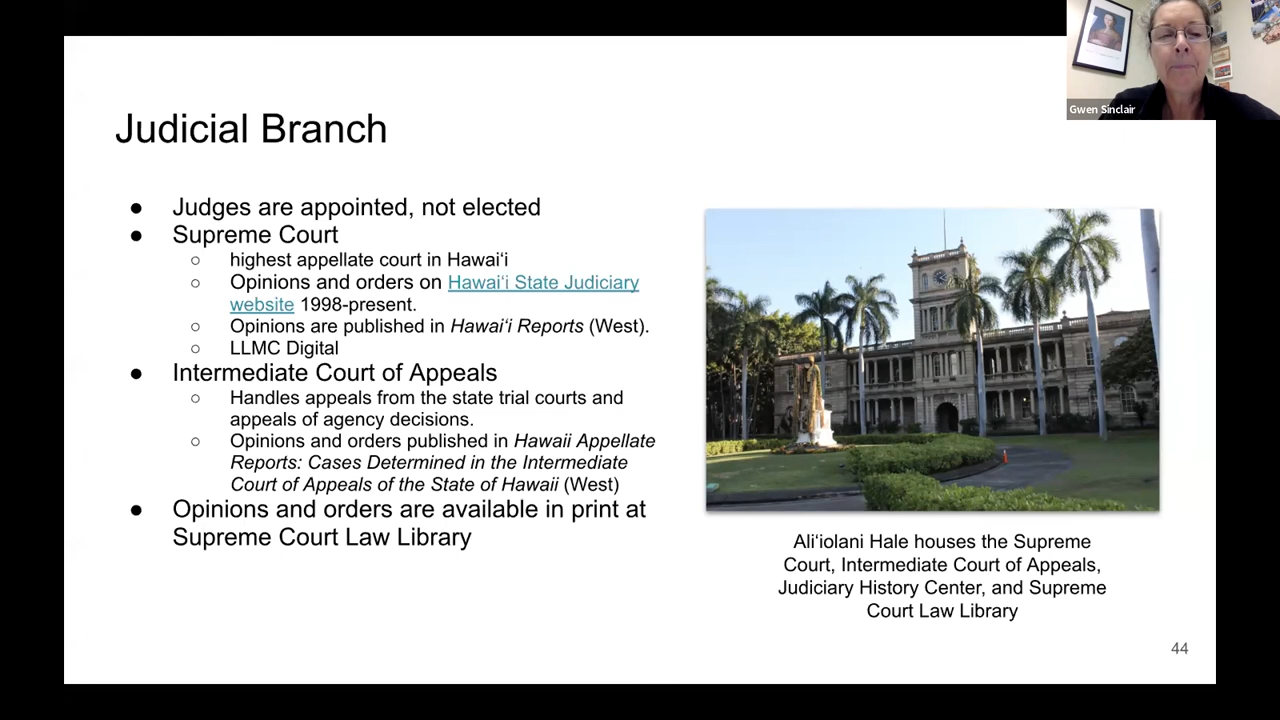 Gwen Sinclair
Judicial Branch
● Judges are appointed, not elected
● Supreme Court
○ highest appellate court in Hawaiʻi
○ Opinions and orders on Hawaiʻi State Judiciary
website 1998-present.
○ Opinions are published in Hawaiʻi Reports (West).
○ LLMC Digital
● Intermediate Court of Appeals
○ Handles appeals from the state trial courts and
appeals of agency decisions.
○ Opinions and orders published in Hawaii Appellate
Reports: Cases Determined in the Intermediate
Court of Appeals of the State of Hawaii (West)
● Opinions and orders are available in print at
Supreme Court Law Library
Aliʻiolani Hale houses the Supreme
Court, Intermediate Court of Appeals,
Judiciary History Center, and Supreme
Court Law Library
44